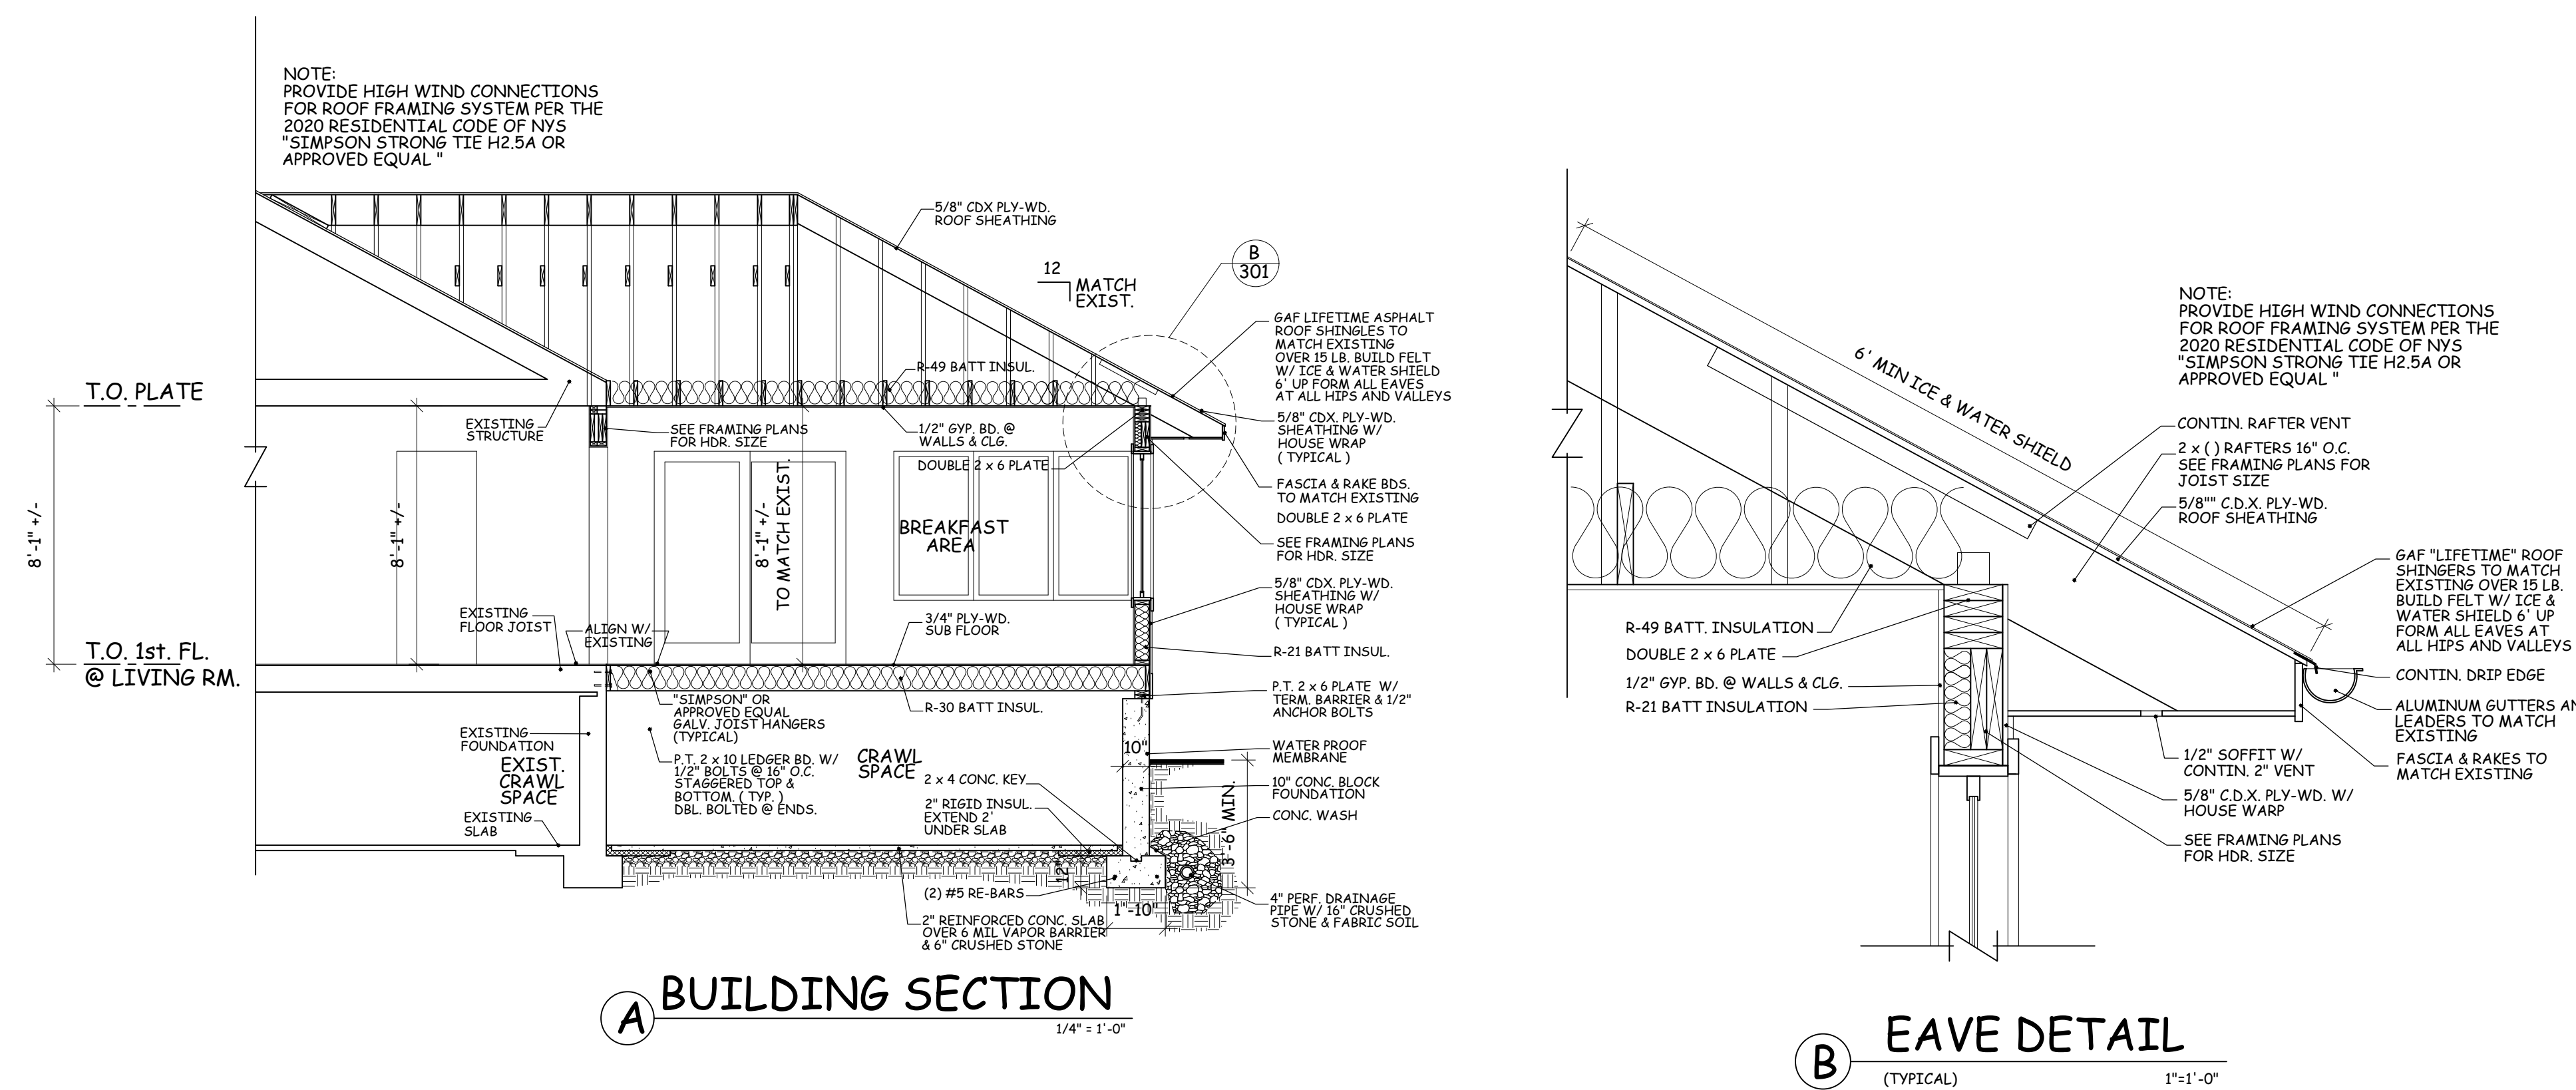 NOTE:
PROVIDE HIGH WIND CONNECTIONS
FOR ROOF FRAMING SYSTEM PER THE
2020 RESIDENTIAL CODE OF NYS
"SIMPSON STRONG TIE H2.5A OR
APPROVED EQUAL "
5/8" CDX PLY-WD.
ROOF SHEATHING
12
MATCH
EXIST.
B
301
GAF LIFETIME ASPHALT
ROOF SHINGLES TO
MATCH EXISTING
OVER 15 LB. BUILD FELT
W/ ICE & WATER SHIELD
6' UP FORM ALL EAVES
AT ALL HIPS AND VALLEYS
R-49 BATT INSUL.
T.O. PLATE
EXISTING
STRUCTURE
SEE FRAMING PLANS
FOR HDR. SIZE
1/2" GYP. BD. @
WALLS & CLG.
DOUBLE 2 x 6 PLATE
5/8" CDX. PLY-WD.
SHEATHING W/
HOUSE WRAP
( TYPICAL )
FASCIA & RAKE BDS.
TO MATCH EXISTING
DOUBLE 2 x 6 PLATE
SEE FRAMING PLANS
FOR HDR. SIZE
8'-1" +/-
8'-1" +/-
8'-1" +/-
TO MATCH EXIST.
BREAKFAST
AREA
5/8" CDX. PLY-WD.
SHEATHING W/
HOUSE WRAP
( TYPICAL )
EXISTING
FLOOR JOIST
ALIGN W/
EXISTING
3/4" PLY-WD.
SUB FLOOR
R-21 BATT INSUL.
T.O. 1st. FL.
@ LIVING RM.
"SIMPSON" OR
APPROVED EQUAL
GALV. JOIST HANGERS
(TYPICAL)
R-30 BATT INSUL.
P.T. 2 x 6 PLATE W/
TERM. BARRIER & 1/2"
ANCHOR BOLTS
EXISTING
FOUNDATION
EXIST.
CRAWL
SPACE
P.T. 2 x 10 LEDGER BD. W/
1/2" BOLTS @ 16" O.C.
STAGGERED TOP &
BOTTOM. ( TYP. )
DBL. BOLTED @ ENDS.
CRAWL
SPACE
10"
WATER PROOF
MEMBRANE
2 x 4 CONC. KEY
10" CONC. BLOCK
FOUNDATION
2" RIGID INSUL.
EXTEND 2'
UNDER SLAB
CONC. WASH
3'-6" MIN.
EXISTING
SLAB
12"
(2) #5 RE-BARS
1'-10"
4" PERF. DRAINAGE
PIPE W/ 16" CRUSHED
STONE & FABRIC SOIL
2" REINFORCED CONC. SLAB
OVER 6 MIL VAPOR BARRIER
& 6" CRUSHED STONE
A
BUILDING SECTION
1/4" = 1'-0"
6' MIN ICE & WATER SHIELD
NOTE:
PROVIDE HIGH WIND CONNECTIONS
FOR ROOF FRAMING SYSTEM PER THE
2020 RESIDENTIAL CODE OF NYS
"SIMPSON STRONG TIE H2.5A OR
APPROVED EQUAL "
CONTIN. RAFTER VENT
2 x ( ) RAFTERS 16" O.C.
SEE FRAMING PLANS FOR
JOIST SIZE
5/8"" C.D.X. PLY-WD.
ROOF SHEATHING
GAF "LIFETIME" ROOF
SHINGERS TO MATCH
EXISTING OVER 15 LB.
BUILD FELT W/ ICE &
WATER SHIELD 6' UP
FORM ALL EAVES AT
ALL HIPS AND VALLEYS
R-49 BATT. INSULATION
DOUBLE 2 x 6 PLATE
1/2" GYP. BD. @ WALLS & CLG.
R-21 BATT INSULATION
CONTIN. DRIP EDGE
ALUMINUM GUTTERS AN
LEADERS TO MATCH
EXISTING
FASCIA & RAKES TO
MATCH EXISTING
1/2" SOFFIT W/
CONTIN. 2" VENT
5/8" C.D.X. PLY-WD. W/
HOUSE WARP
SEE FRAMING PLANS
FOR HDR. SIZE
B
EAVE DETAIL
(TYPICAL)
1"=1'-0"